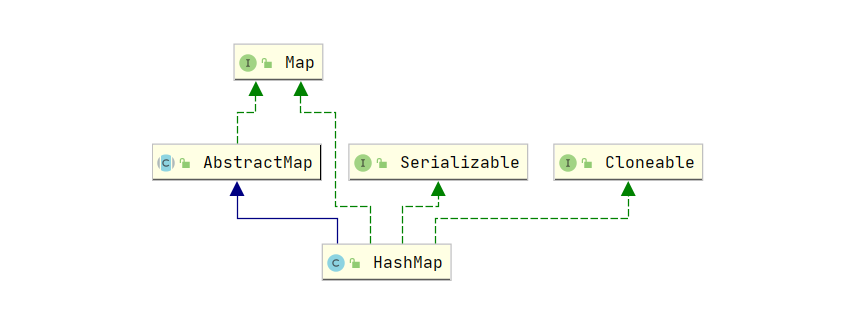 I Map
C AbstractMap
I Serializable
I Cloneable
C HashMap